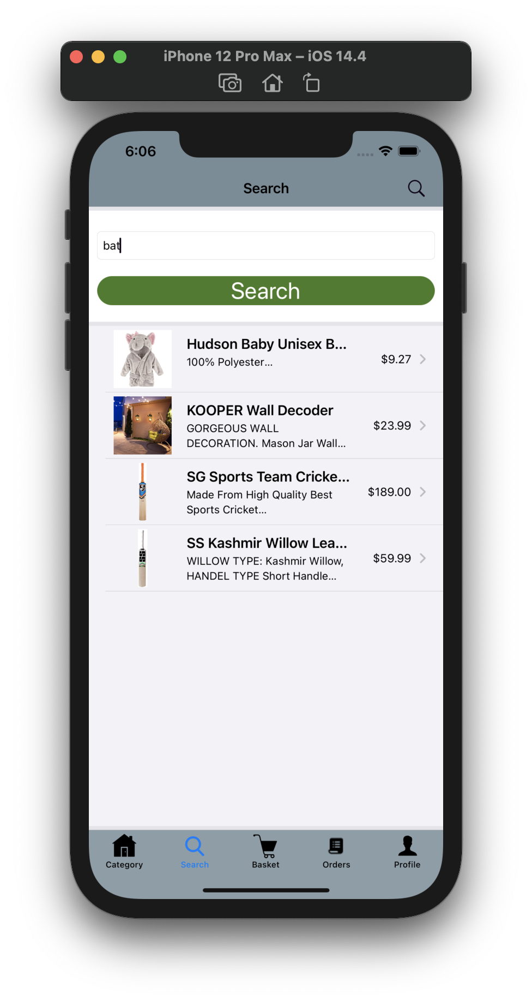 iPhone 12 Pro Max – iOS 14.4
6:06
Search
bat
Search
Hudson Baby Unisex B...
100% Polyester...
$9.27
KOOPER Wall Decoder
GORGEOUS WALL
DECORATION. Mason Jar Wall...
$23.99
SG Sports Team Cricke...
Made From High Quality Best
Sports Cricket...
$189.00
SS Kashmir Willow Lea...
WILLOW TYPE: Kashmir Willow,
HANDEL TYPE Short Handle...
$59.99
Category
Search
Basket
Orders
Profile